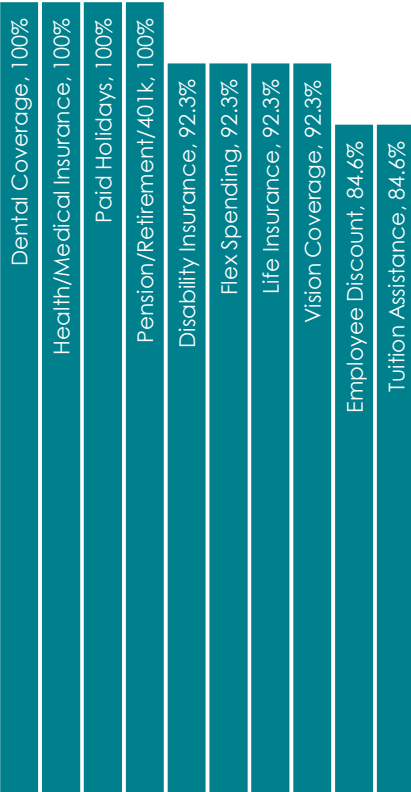 Dental Coverage, 100%
Health/Medical Insurance, 100%
Paid Holidays, 100%
Pension/Retirement/401k, 100%
Disability Insurance, 92.3%
Flex Spending, 92.3%
Life Insurance, 92.3%
Vision Coverage, 92.3%
Employee Discount, 84.6%
Tuition Assistance, 84.6%